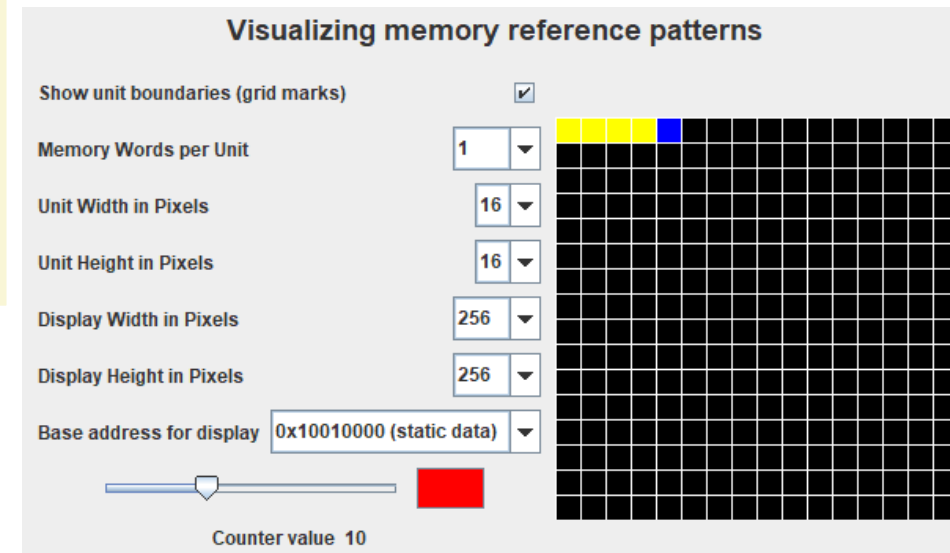 Visualizing memory reference patterns
Show unit boundaries (grid marks)
Memory Words per Unit 1
Unit Width in Pixels 16
Unit Height in Pixels 16
Display Width in Pixels 256
Display Height in Pixels 256
Base address for display 0x10010000 (static data)
Counter value 10